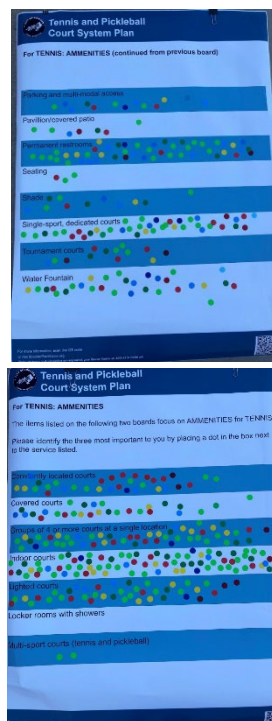 Tennis and Pickleball
Court System Plan
For TENNIS: AMMENITIES (continued from previous board)
Parking and multi-modal access
Pavilion/covered patio
Permanent restrooms
Seating
Shade
Single-sport, dedicated courts
Tournament courts
Water Fountain
Tennis and Pickleball
Court System Plan
For TENNIS: AMMENITIES
The items listed on the following two boards focus on AMMENITIES for TENNIS
Please identify the three most important to you by placing a dot in the box next
to the service listed.
Conveniently located courts
Covered courts
Groups of 4 or more courts at a single location
Indoor courts
Lighted courts
Locker rooms with showers
Multi-sport courts (tennis and pickleball)